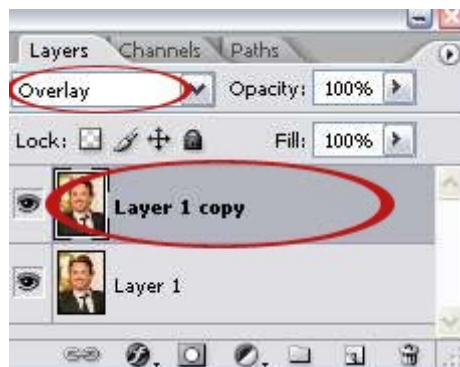 Layers Channels Paths
Overlay Opacity: 100%
Lock: Fill: 100%
Layer 1 copy
Layer 1